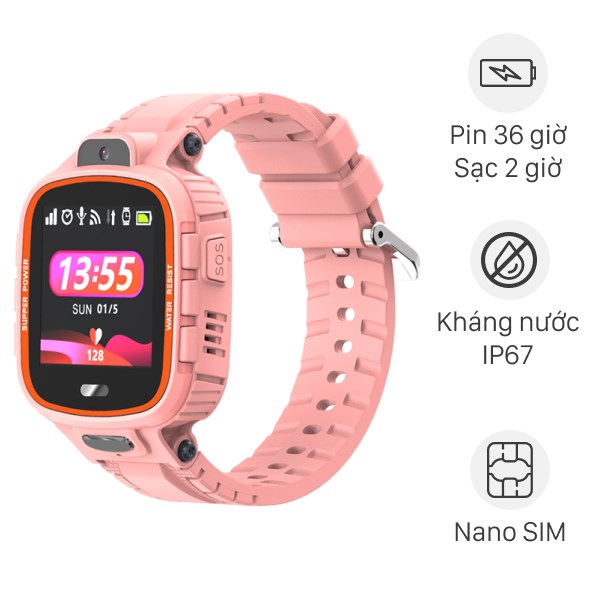 13:55
SUN 01/5
128
SUPPER POWER
WATER RESIST
SOS
Pin 36 giờ
Sạc 2 giờ
Kháng nước
IP67
Nano SIM